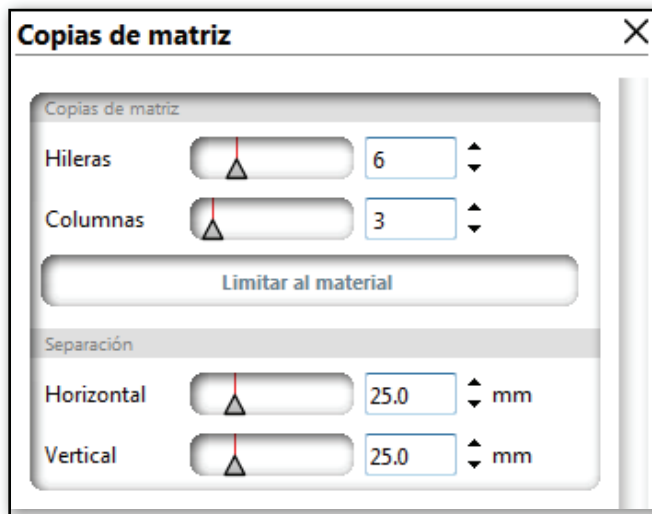 Copias de matriz
Copias de matriz
Hileras 6
Columnas 3
Limitar al material
Separación
Horizontal 25.0 mm
Vertical 25.0 mm